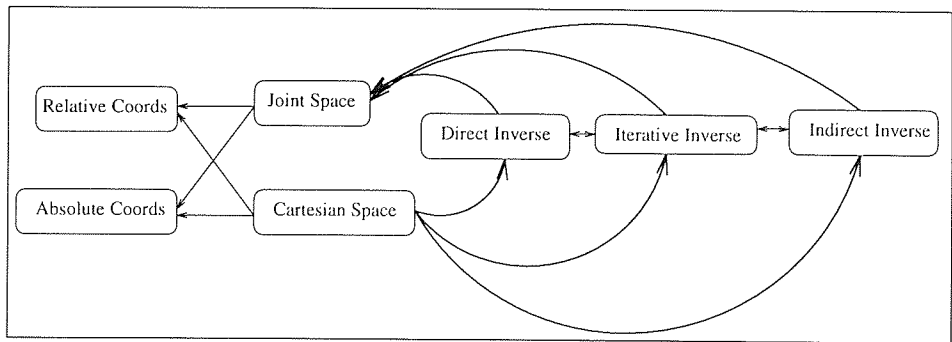 Relative Coords
Joint Space
Direct Inverse
Iterative Inverse
Indirect Inverse
Absolute Coords
Cartesian Space